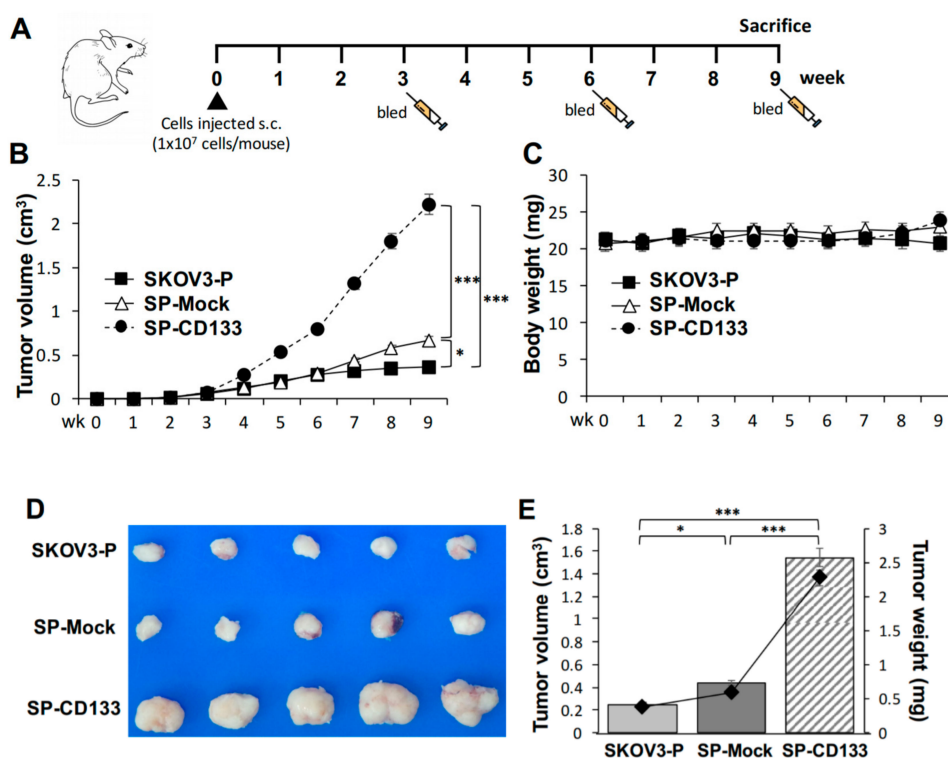 A
Sacrifice
0 1 2 3 4 5 6 7 8 9 week
bled bled bled
Cells injected s.c.
(1x10⁷ cells/mouse)
B
Tumor volume (cm³)
2.5
2
1.5
1
0.5
0
SKOV3-P
SP-Mock
SP-CD133
***
***
*
wk 0 1 2 3 4 5 6 7 8 9
C
Body weight (mg)
30
25
20
15
10
5
0
SKOV3-P
SP-Mock
SP-CD133
wk 0 1 2 3 4 5 6 7 8 9
D
SKOV3-P
SP-Mock
SP-CD133
E
***
* ***
Tumor volume (cm³)
1.8
1.6
1.4
1.2
1
0.8
0.6
0.4
0.2
0
3
2.5
2
1.5
1
0.5
0
Tumor weight (mg)
SKOV3-P SP-Mock SP-CD133